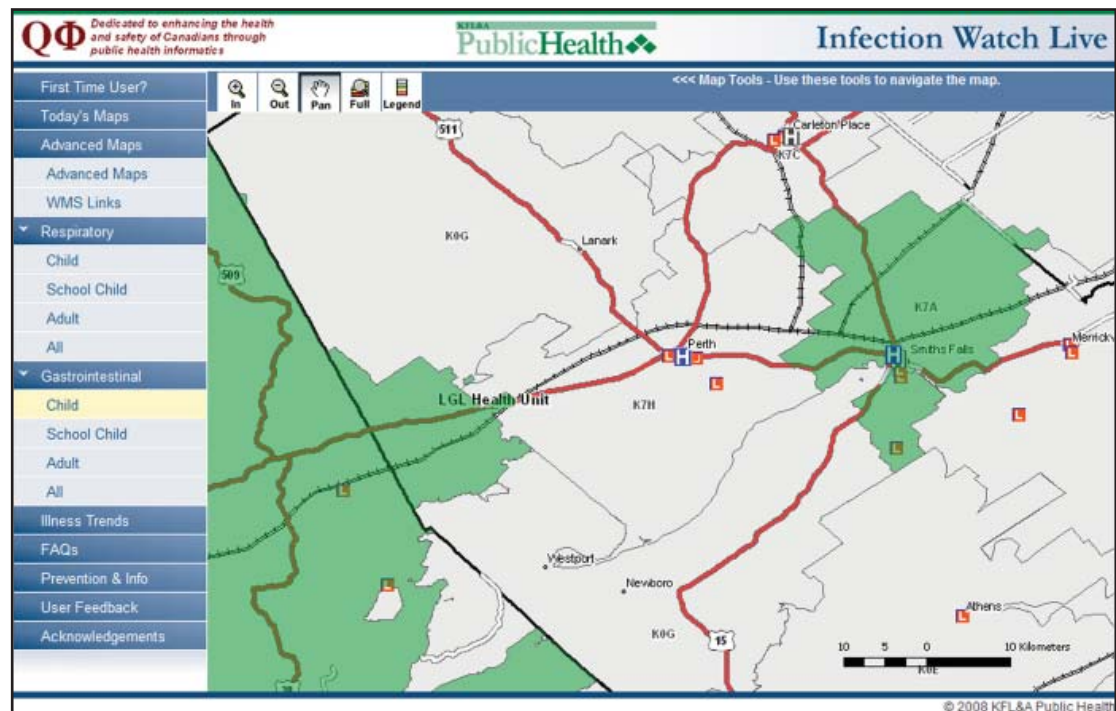 QΦ
Dedicated to enhancing the health
and safety of Canadians through
public health informatics
KFL&A
PublicHealth
Infection Watch Live
First Time User?
Today's Maps
Advanced Maps
Advanced Maps
WMS Links
Respiratory
Child
School Child
Adult
All
Gastrointestinal
Child
School Child
Adult
All
Illness Trends
FAQs
Prevention & Info
User Feedback
Acknowledgements
In
Out
Pan
Full
Legend
<<< Map Tools - Use these tools to navigate the map.
511
Carleton Place
L
H
K7C
K0G
Lanark
509
K7A
Perth
L
H
Smiths Falls
H
Merrickv
L
L
L
LGL Health Unit
K7H
L
L
L
L
Westport
Newboro
L
Athens
L
K0G
15
10 5 0 10 Kilometers
K0E
© 2008 KFL&A Public Health